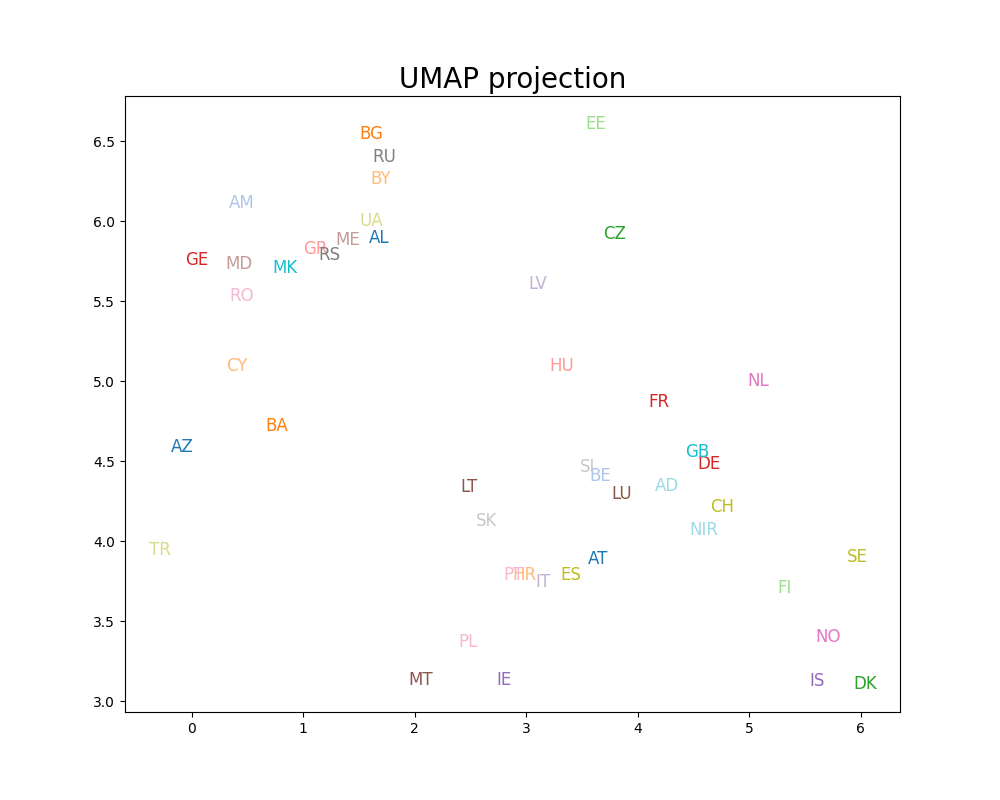 UMAP projection
6.5
6.0
5.5
5.0
4.5
4.0
3.5
3.0
EE
BG
RU
BY
AM
UA
CZ
AL
ME
GR
RS
GE
MD
MK
LV
RO
CY
HU
NL
FR
BA
AZ
GB
DE
SI
BE
LT
AD
LU
CH
SK
NIR
TR
SE
AT
PT
HR
IT
ES
FI
NO
PL
MT
IE
IS
DK
0 1 2 3 4 5 6